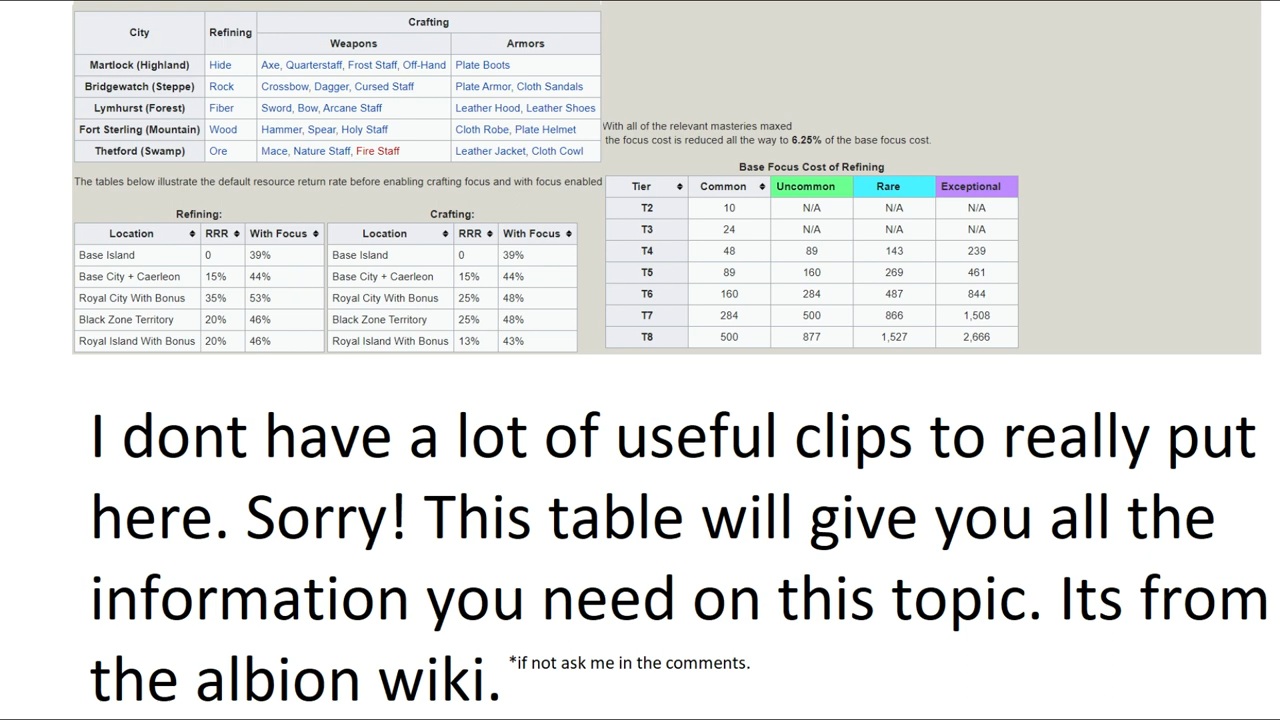 City Refining Crafting
Weapons Armors
Martlock (Highland) Hide Axe, Quarterstaff, Frost Staff, Off-Hand Plate Boots
Bridgewatch (Steppe) Rock Crossbow, Dagger, Cursed Staff Plate Armor, Cloth Sandals
Lymhurst (Forest) Fiber Sword, Bow, Arcane Staff Leather Hood, Leather Shoes
Fort Sterling (Mountain) Wood Hammer, Spear, Holy Staff Cloth Robe, Plate Helmet
Thetford (Swamp) Ore Mace, Nature Staff, Fire Staff Leather Jacket, Cloth Cowl
The tables below illustrate the default resource return rate before enabling crafting focus and with focus enabled
Refining:
Location RRR With Focus
Base Island 0 39%
Base City + Caerleon 15% 44%
Royal City With Bonus 35% 53%
Black Zone Territory 20% 46%
Royal Island With Bonus 20% 46%
Crafting:
Location RRR With Focus
Base Island 0 39%
Base City + Caerleon 15% 44%
Royal City With Bonus 25% 48%
Black Zone Territory 25% 48%
Royal Island With Bonus 13% 43%
With all of the relevant masteries maxed
the focus cost is reduced all the way to 6.25% of the base focus cost.
Base Focus Cost of Refining
Tier Common Uncommon Rare Exceptional
T2 10 N/A N/A N/A
T3 24 N/A N/A N/A
T4 48 89 143 239
T5 89 160 269 461
T6 160 284 487 844
T7 284 500 866 1,508
T8 500 877 1,527 2,666
I dont have a lot of useful clips to really put
here. Sorry! This table will give you all the
information you need on this topic. Its from
the albion wiki. *if not ask me in the comments.